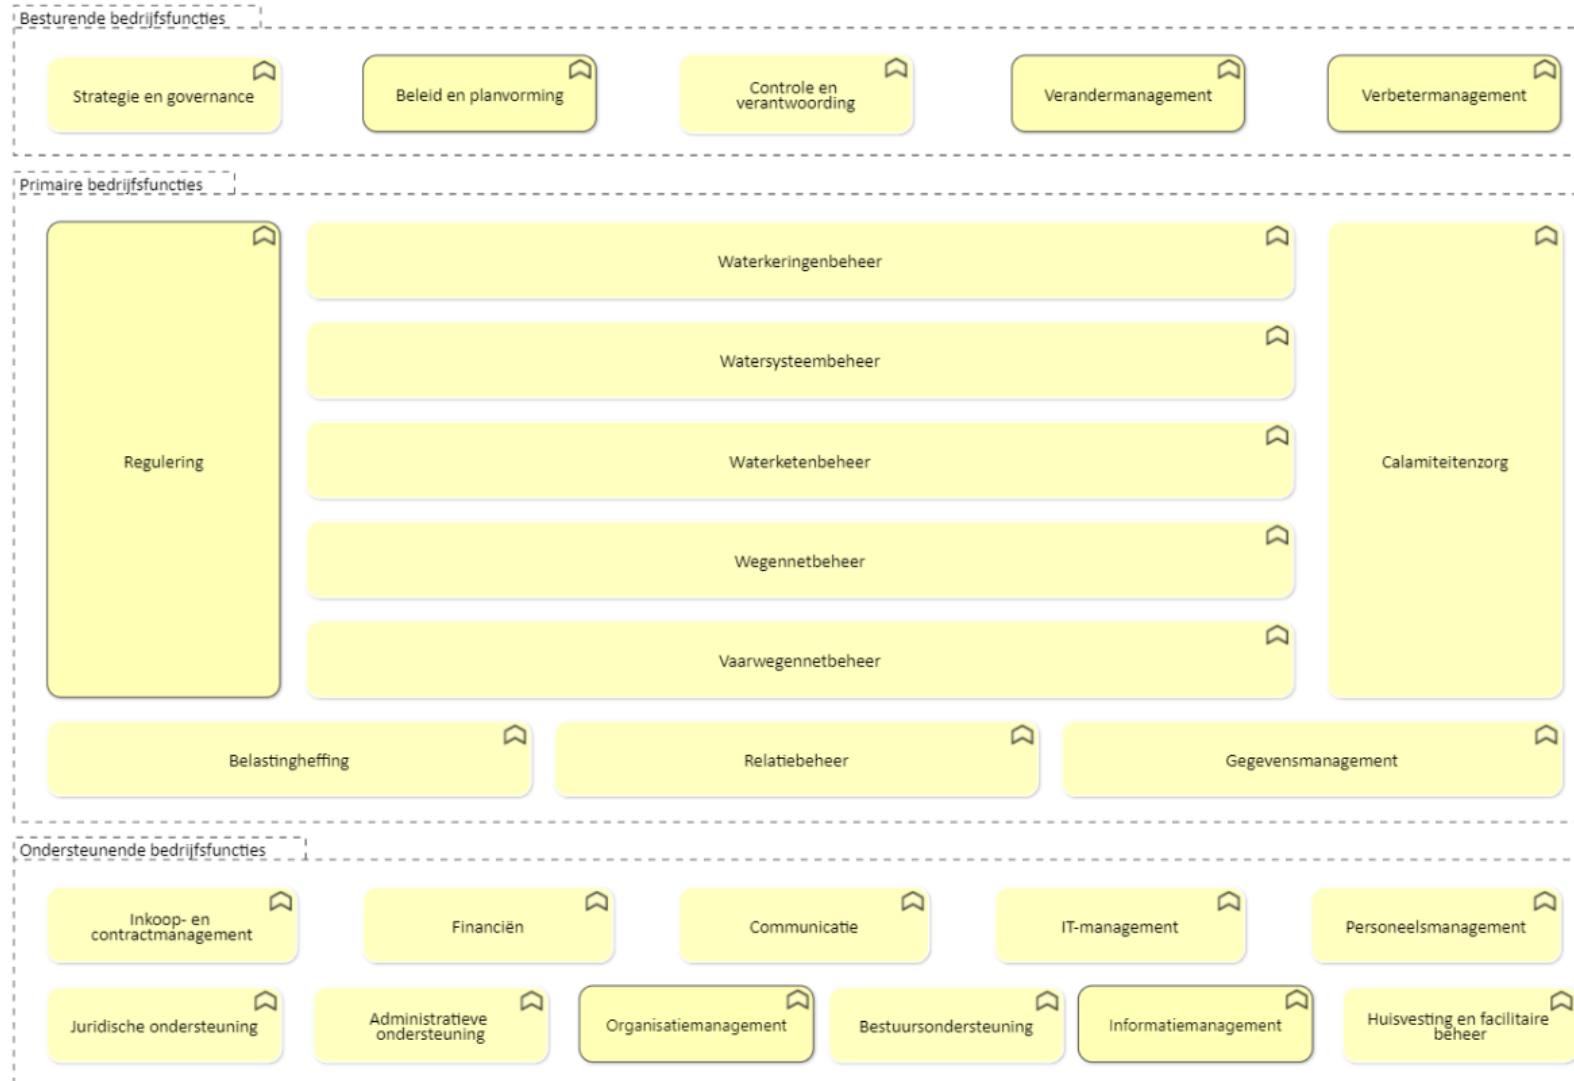 Besturende bedrijfsfuncties
Strategie en governance
Beleid en planvorming
Controle en
verantwoording
Verandermanagement
Verbetermanagement
Primaire bedrijfsfuncties
Regulering
Waterkeringenbeheer
Watersysteembeheer
Waterketenbeheer
Wegennetbeheer
Vaarwegennetbeheer
Calamiteitenzorg
Belastingheffing
Relatiebeheer
Gegevensmanagement
Ondersteunende bedrijfsfuncties
Inkoop- en
contractmanagement
Financiën
Communicatie
IT-management
Personeelsmanagement
Juridische ondersteuning
Administratieve
ondersteuning
Organisatiemanagement
Bestuursondersteuning
Informatiemanagement
Huisvesting en facilitaire
beheer